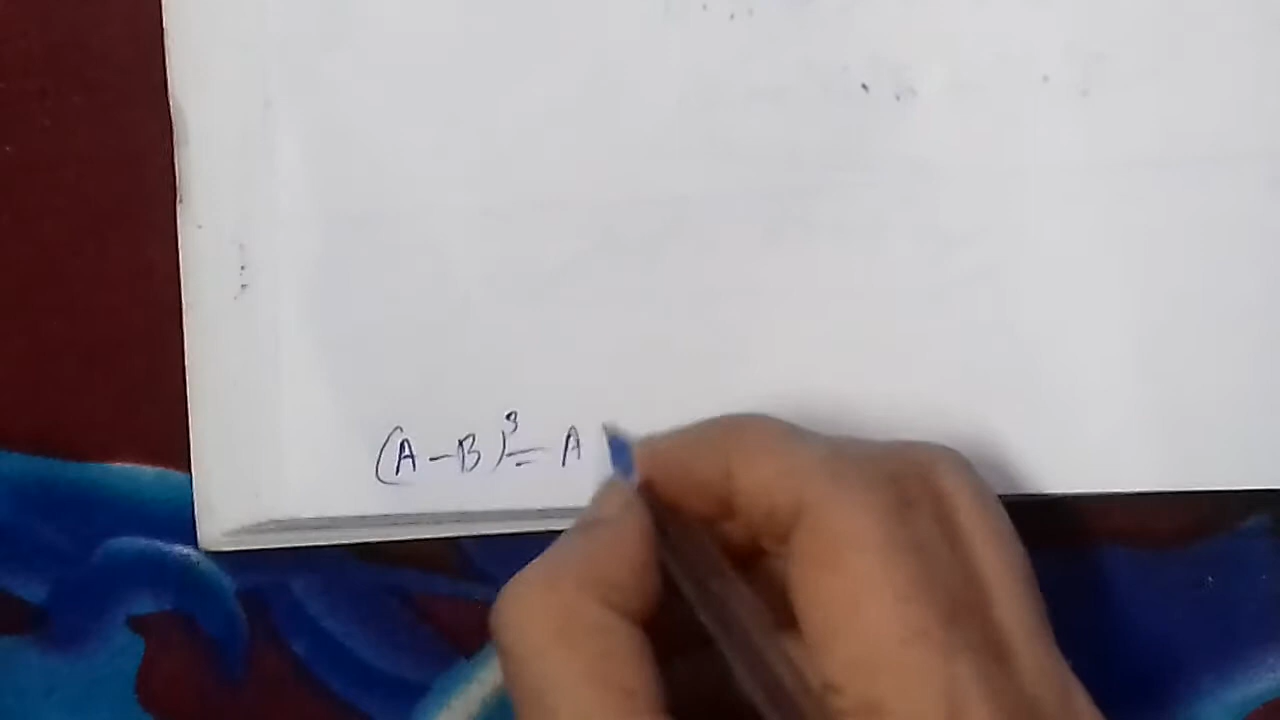 (A-B)³ = A